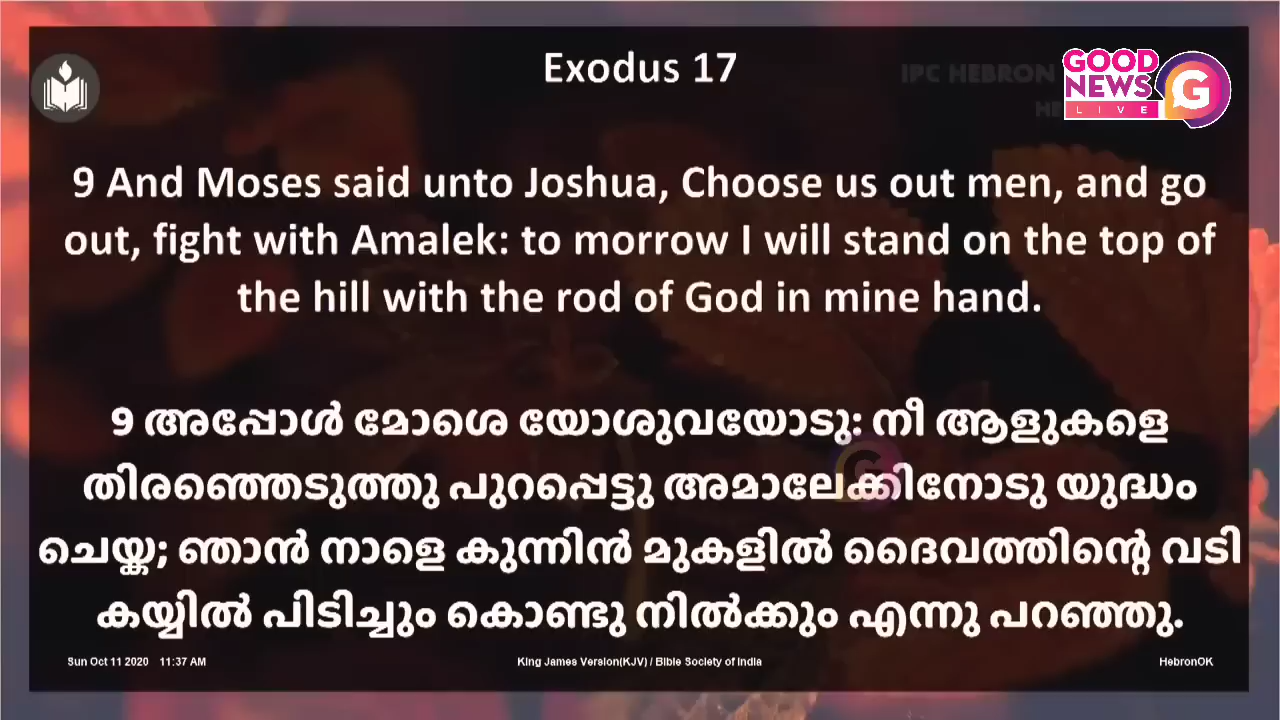 Exodus 17
IPC HEBRON
HE
GOOD
NEWS
LIVE
G
9 And Moses said unto Joshua, Choose us out men, and go
out, fight with Amalek: to morrow I will stand on the top of
the hill with the rod of God in mine hand.
9 അപ്പോൾ മോശെ യോശുവയോടു: നീ ആളുകളെ
തിരഞ്ഞെടുത്തു പുറപ്പെട്ടു അമാലേക്കിനോടു യുദ്ധം
ചെയ്ക; ഞാൻ നാളെ കുന്നിൻ മുകളിൽ ദൈവത്തിന്റെ വടി
കയ്യിൽ പിടിച്ചും കൊണ്ടു നിൽക്കും എന്നു പറഞ്ഞു.
Sun Oct 11 2020 11:37 AM
King James Version(KJV) / Bible Society of India
HebronOK